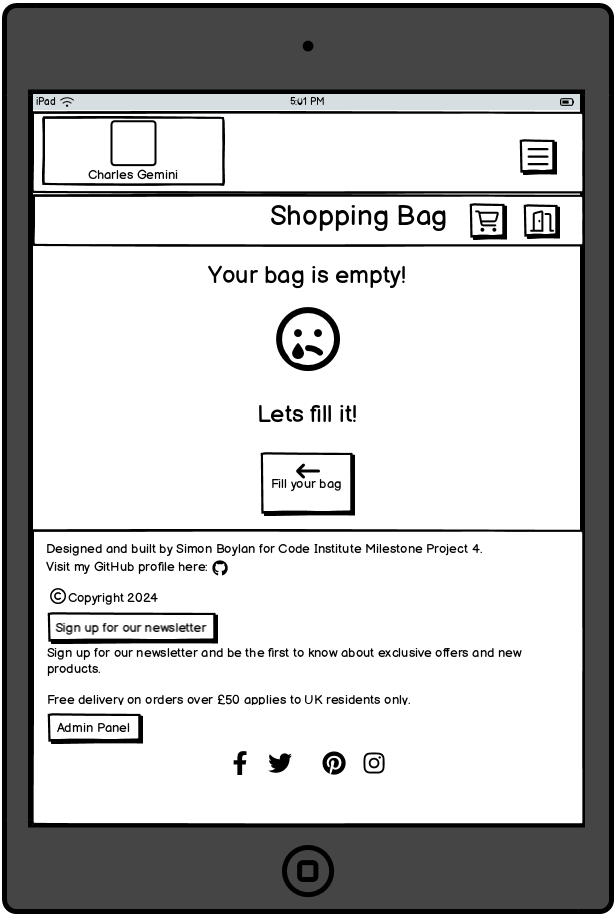 iPad
5:01 PM
Charles Gemini
Shopping Bag
Your bag is empty!
Lets fill it!
Fill your bag
Designed and built by Simon Boylan for Code Institute Milestone Project 4.
Visit my GitHub profile here:
© Copyright 2024
Sign up for our newsletter
Sign up for our newsletter and be the first to know about exclusive offers and new
products.
Free delivery on orders over £50 applies to UK residents only.
Admin Panel